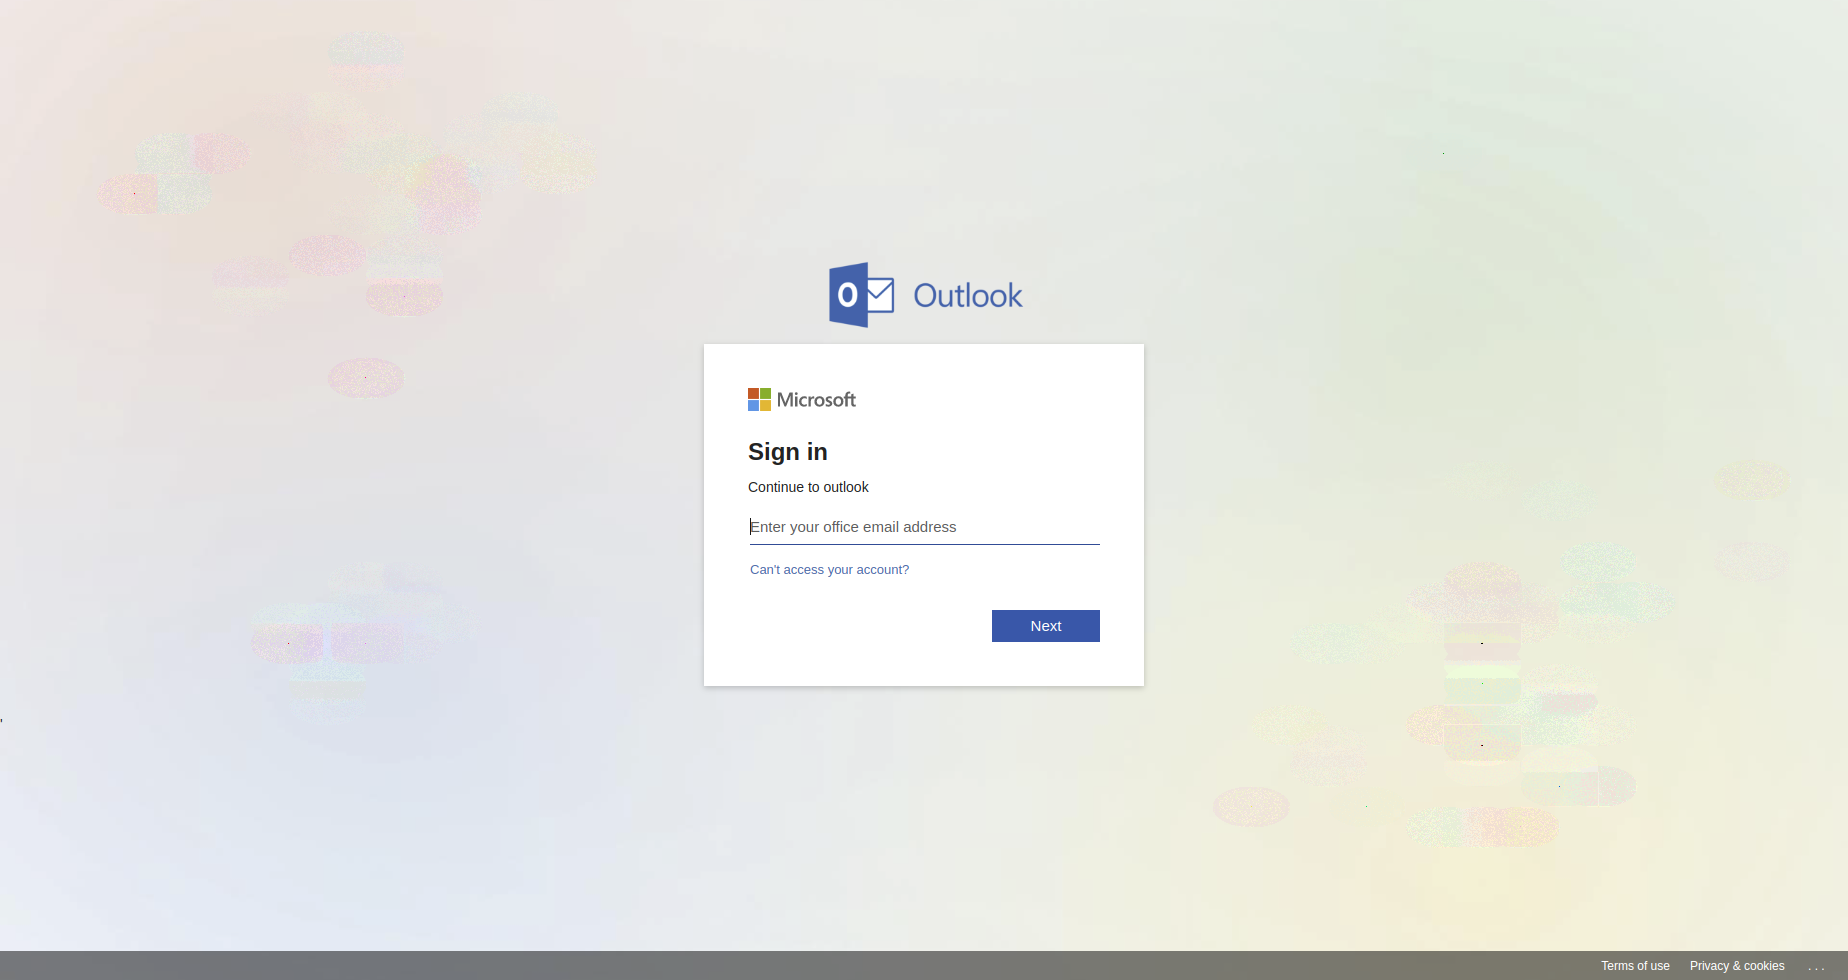 Outlook
Microsoft
Sign in
Continue to outlook
Enter your office email address
Can't access your account?
Next
'
Terms of use Privacy & cookies ...